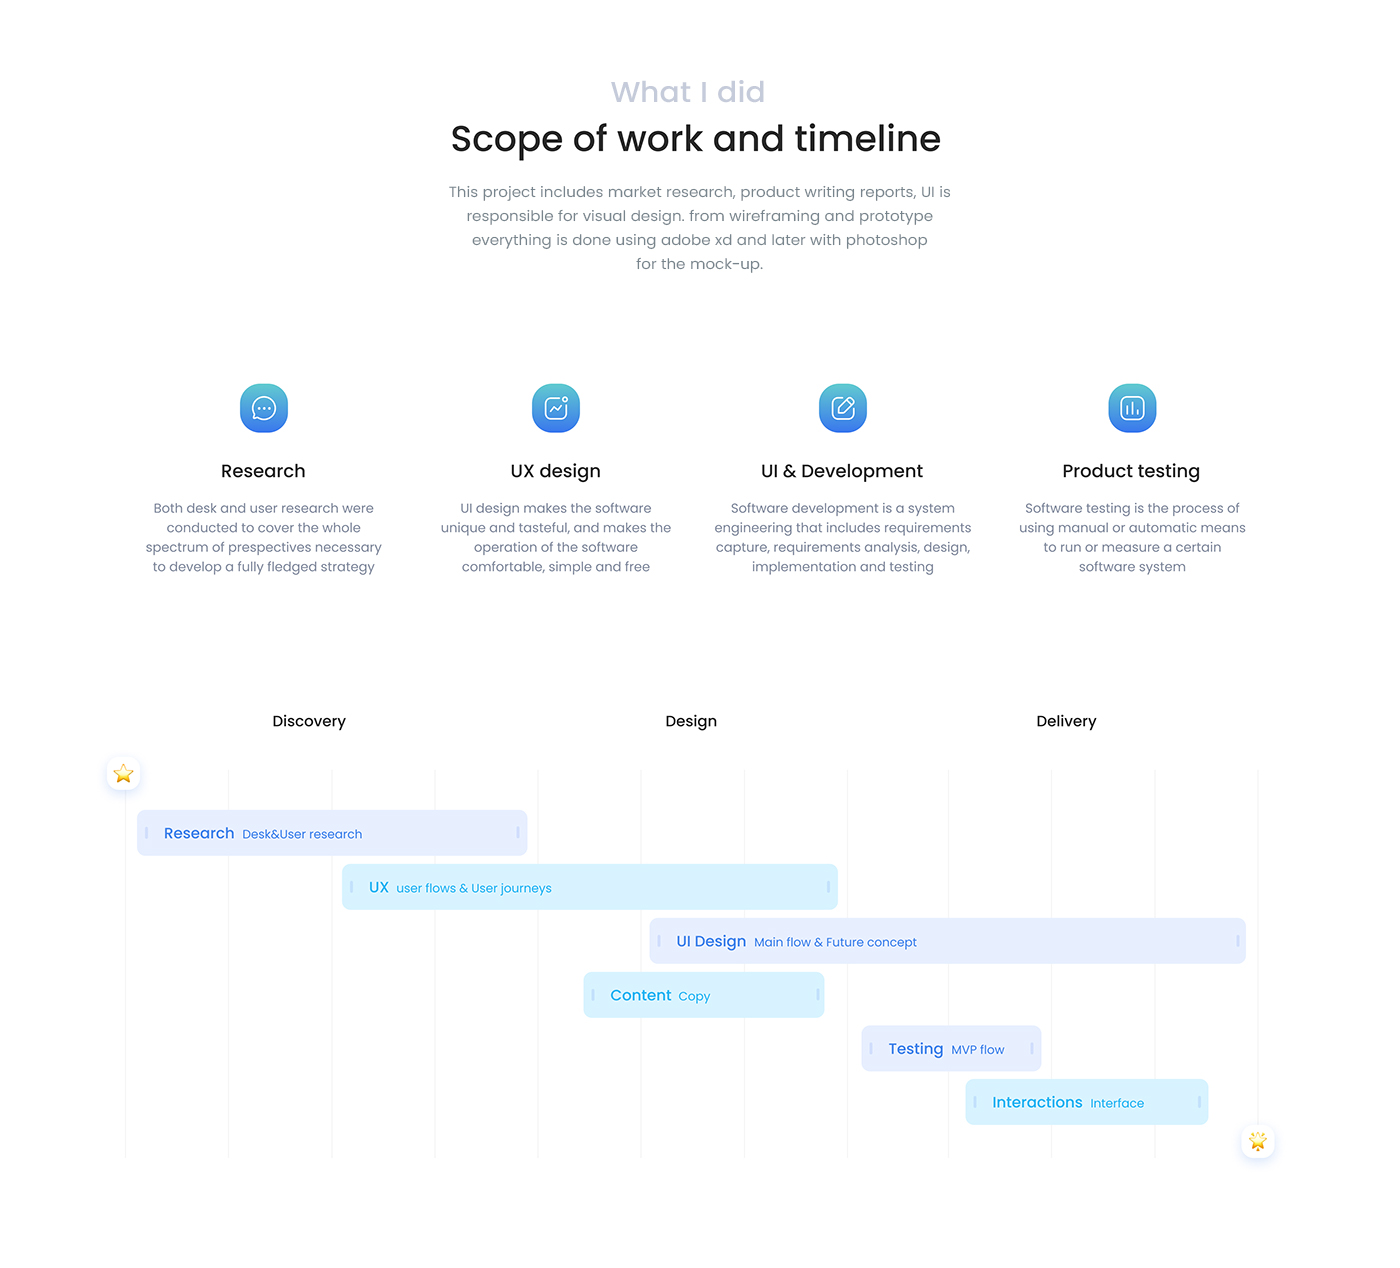 What I did
Scope of work and timeline
This project includes market research, product writing reports, UI is
responsible for visual design. from wireframing and prototype
everything is done using adobe xd and later with photoshop
for the mock-up.
Research
Both desk and user research were
conducted to cover the whole
spectrum of prespectives necessary
to develop a fully fledged strategy
UX design
UI design makes the software
unique and tasteful, and makes the
operation of the software
comfortable, simple and free
UI & Development
Software development is a system
engineering that includes requirements
capture, requirements analysis, design,
implementation and testing
Product testing
Software testing is the process of
using manual or automatic means
to run or measure a certain
software system
Discovery
Design
Delivery
Research Desk&User research
UX user flows & User journeys
UI Design Main flow & Future concept
Content Copy
Testing MVP flow
Interactions Interface